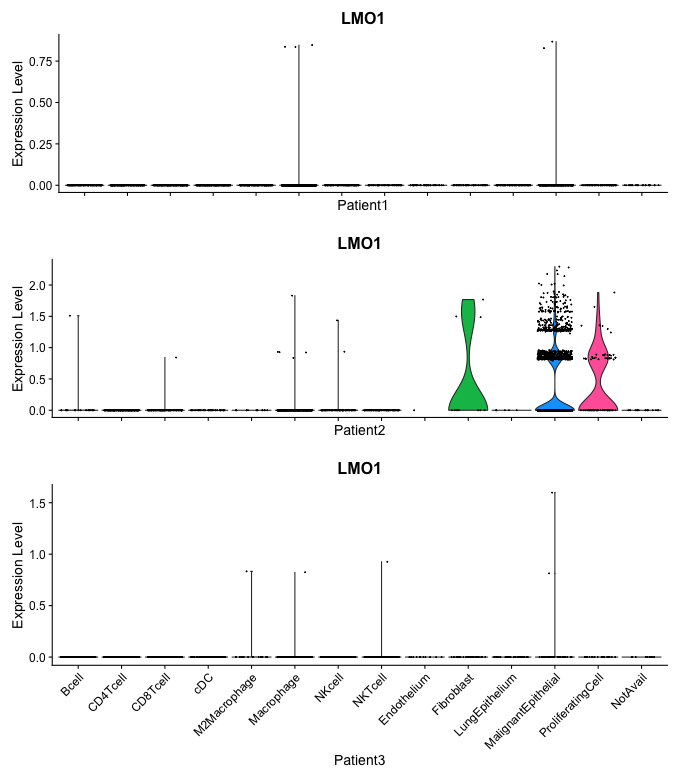 LMO1
Expression Level
0.75
0.50
0.25
0.00
Patient1
LMO1
Expression Level
2.0
1.5
1.0
0.5
0.0
Patient2
LMO1
Expression Level
1.5
1.0
0.5
0.0
Bcell
CD4Tcell
CD8Tcell
cDC
M2Macrophage
Macrophage
NKcell
NKTcell
Endothelium
Fibroblast
LungEpithelium
MalignantEpithelial
ProliferatingCell
NotAvail
Patient3